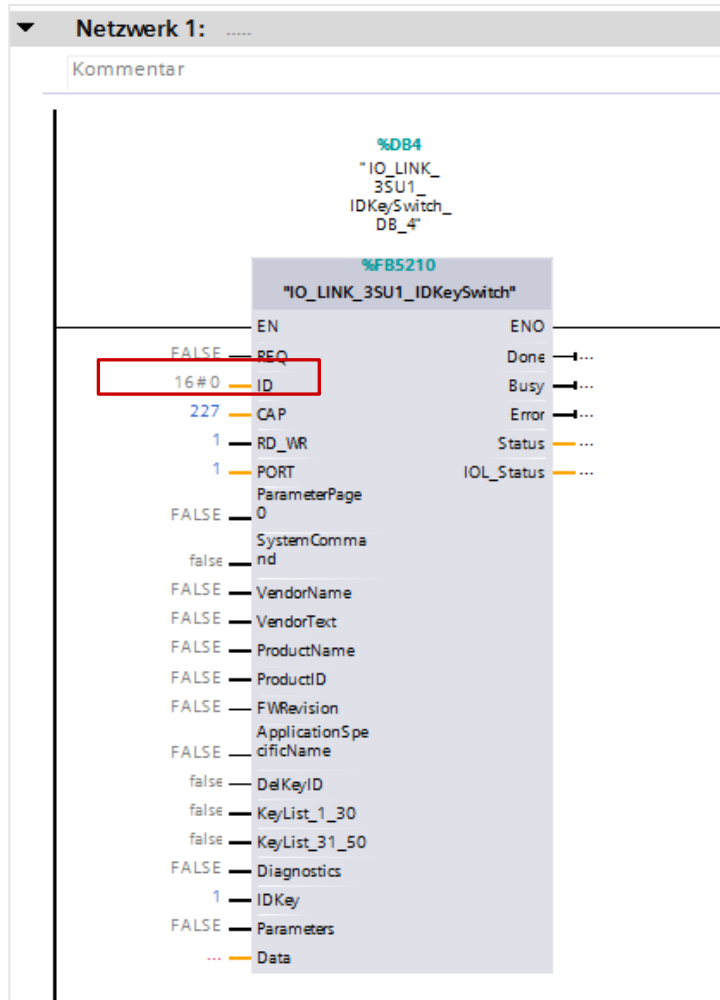 Netzwerk 1: .....
Kommentar
%DB4
"IO_LINK_
3SU1_
IDKeySwitch_
DB_4"
%FB5210
"IO_LINK_3SU1_IDKeySwitch"
EN ENO
FALSE REQ Done ...
16#0 ID Busy ...
227 CAP Error ...
1 RD_WR Status ...
1 PORT IOL_Status ...
ParameterPage
FALSE 0
SystemComma
false nd
FALSE VendorName
FALSE VendorText
FALSE ProductName
FALSE ProductID
FALSE FWRevision
ApplicationSpe
FALSE cificName
false DelKeyID
false KeyList_1_30
false KeyList_31_50
FALSE Diagnostics
1 IDKey
FALSE Parameters
... Data